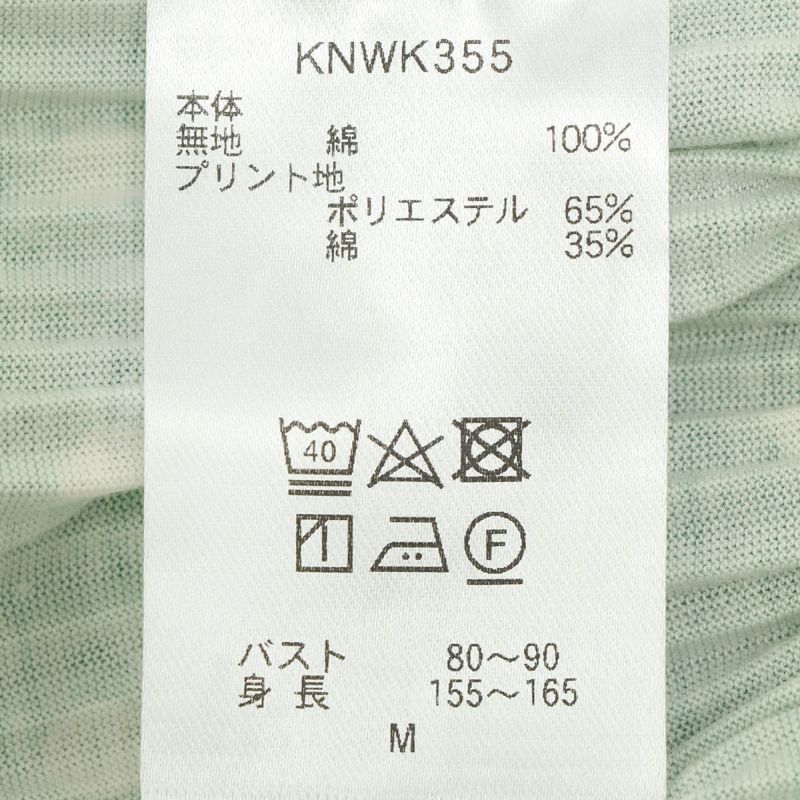 KNWK355
本体
無地 綿 100%
プリント地
ポリエステル 65%
綿 35%
40
F
バスト 80〜90
身長 155〜165
M